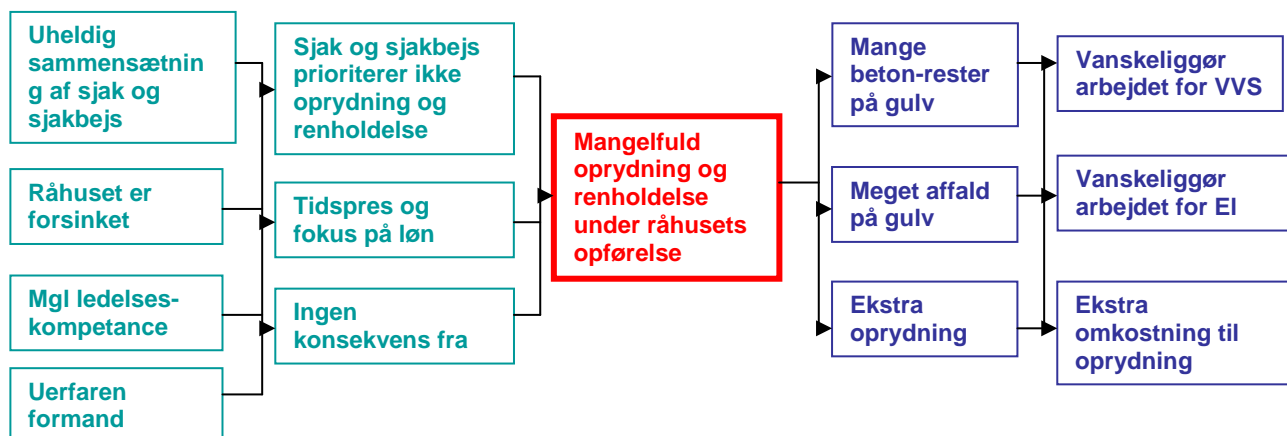 Uheldig
sammensætnin
g af sjak og
sjakbejs
Råhuset er
forsinket
Mgl ledelses-
kompetance
Uerfaren
formand
Sjak og sjakbejs
prioriterer ikke
oprydning og
renholdelse
Tidspres og
fokus på løn
Ingen
konsekvens fra
Mangelfuld
oprydning og
renholdelse
under råhusets
opførelse
Mange
beton-rester
på gulv
Meget affald
på gulv
Ekstra
oprydning
Vanskeliggør
arbejdet for VVS
Vanskeliggør
arbejdet for El
Ekstra
omkostning til
oprydning